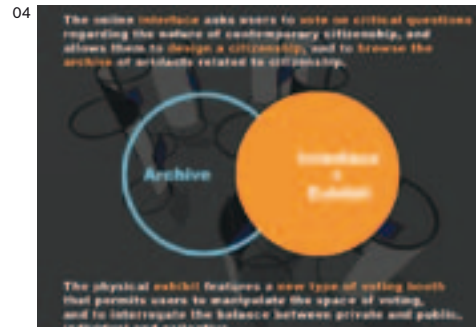 04
The online interface asks users to vote on critical questions
regarding the nature of contemporary citizenship, and
allows them to design a citizenship, and to browse the
archive of artifacts related to citizenship.
Archive
Interface
+
Exhibit
The physical exhibit features a new type of voting booth
that permits users to manipulate the space of voting,
and to interrogate the balance between private and public,
individual and collective.